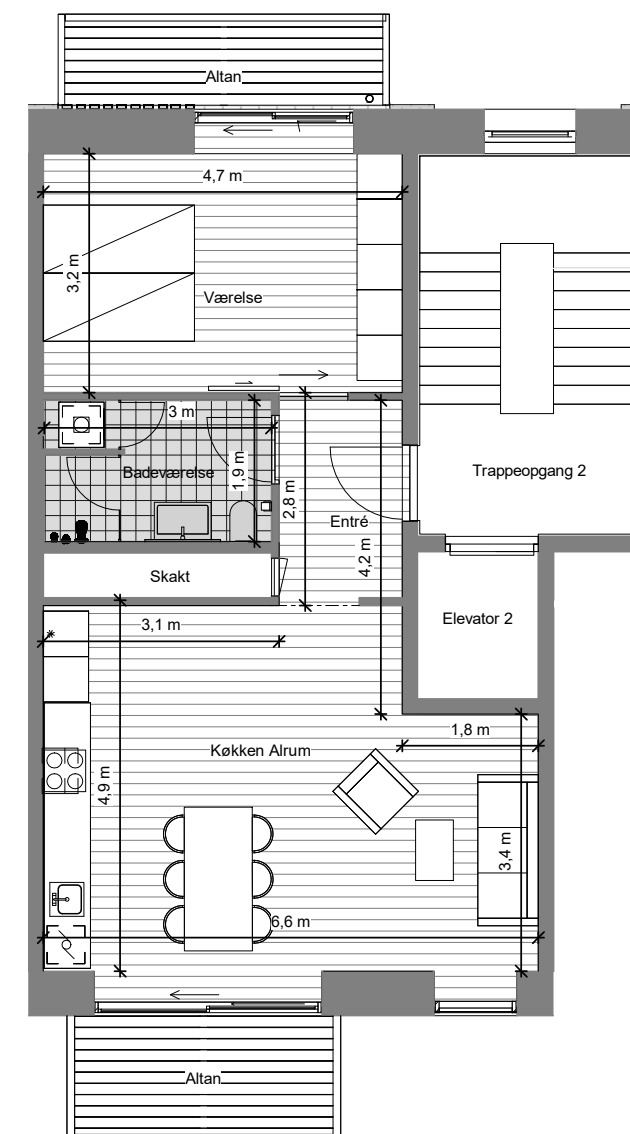 Altan
4,7 m
3,2 m
Værelse
3 m
Badeværelse
1,9 m
2,8 m
Entré
4,2 m
Trappeopgang 2
Skakt
Elevator 2
3,1 m
1,8 m
Køkken Alrum
4,9 m
3,4 m
6,6 m
Altan